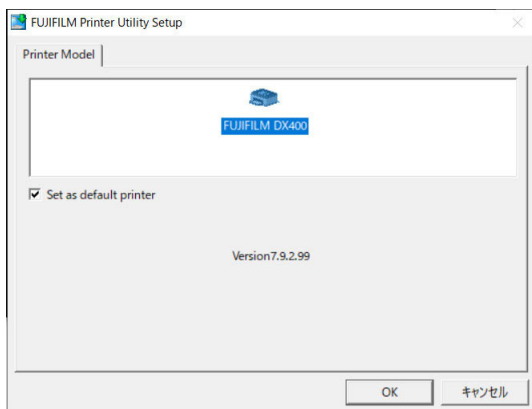 FUJIFILM Printer Utility Setup
Printer Model
FUJIFILM DX400
Set as default printer
Version7.9.2.99
OK キャンセル